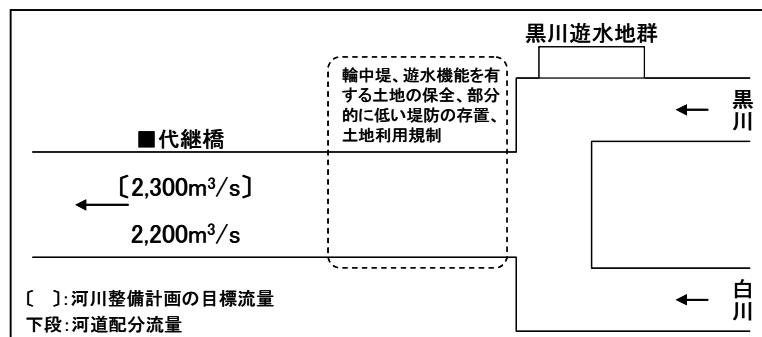 黒川遊水地群
輪中堤、遊水機能を有
する土地の保全、部分
的に低い堤防の存置、
土地利用規制
黒川
■代継橋
〔2,300m³/s〕
2,200m³/s
白川
〔　〕:河川整備計画の目標流量
下段:河道配分流量